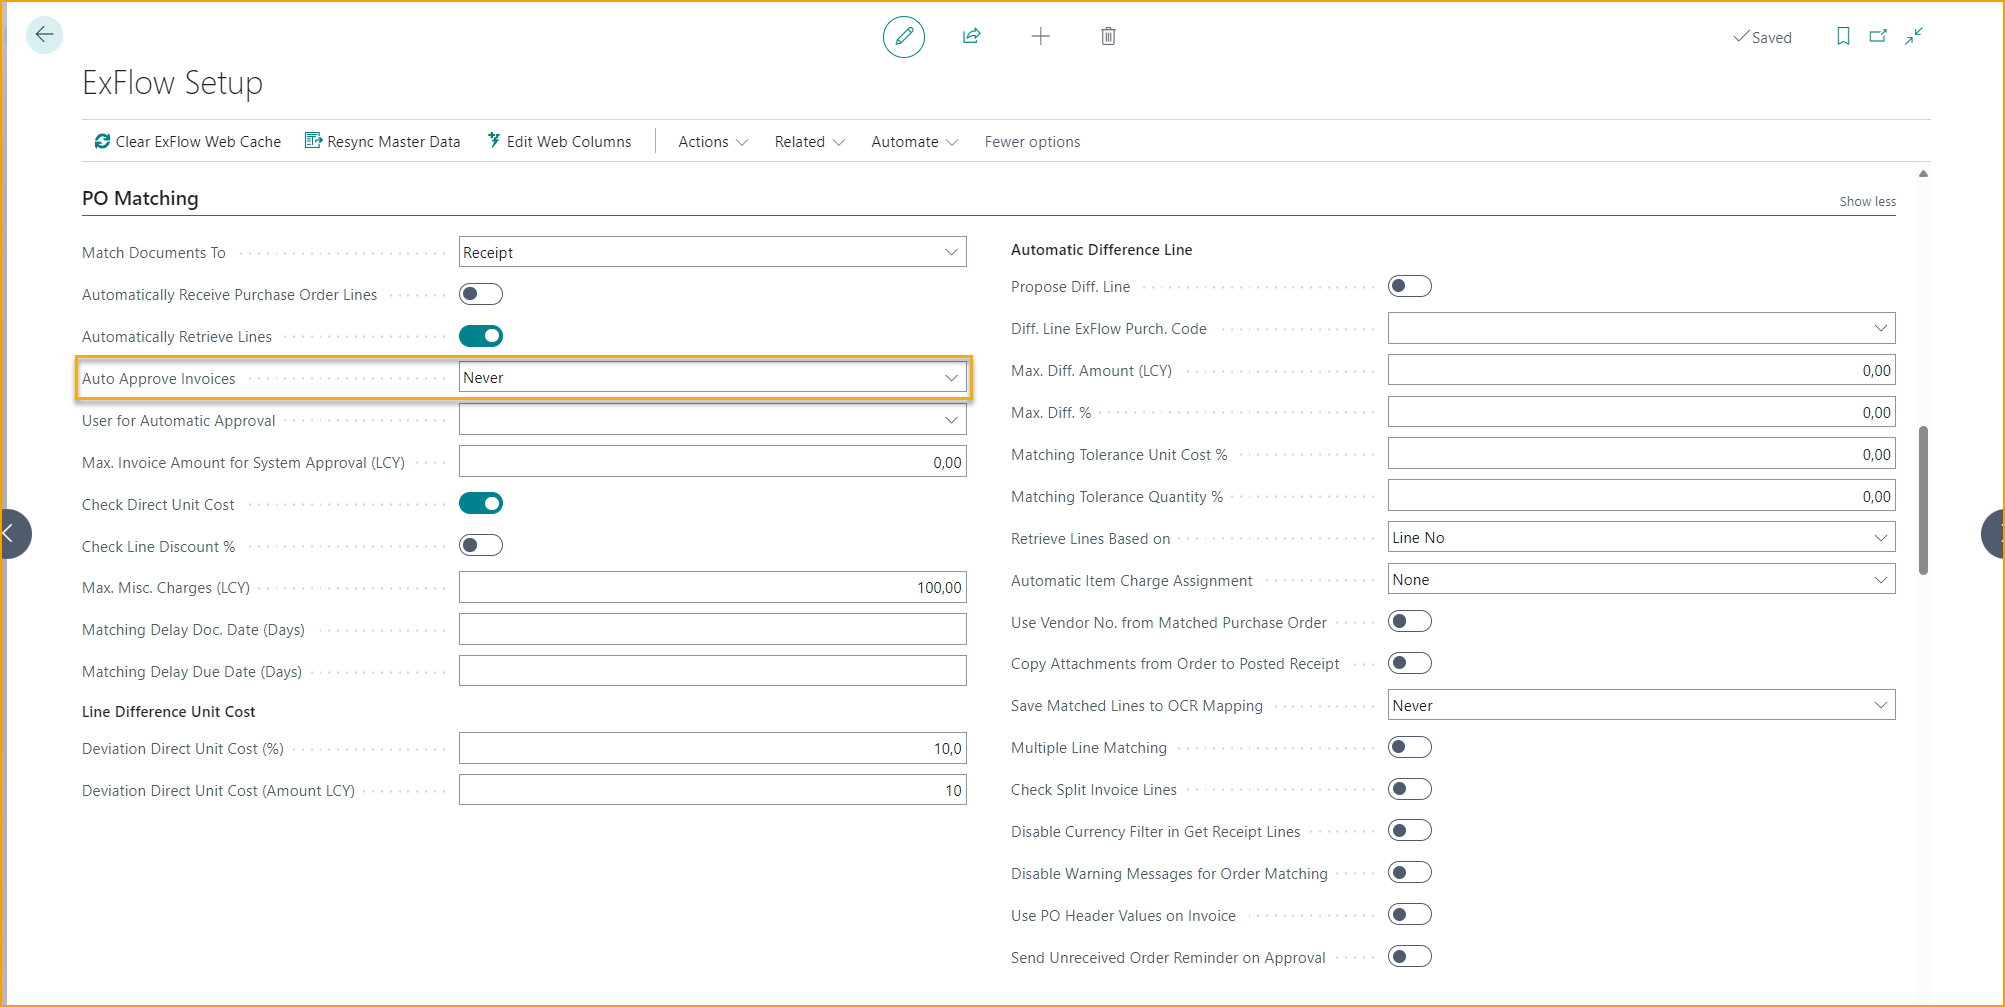 Saved
ExFlow Setup
Clear ExFlow Web Cache
Resync Master Data
Edit Web Columns
Actions
Related
Automate
Fewer options
PO Matching
Show less
Match Documents To
Receipt
Automatically Receive Purchase Order Lines
Automatically Retrieve Lines
Auto Approve Invoices
Never
User for Automatic Approval
Max. Invoice Amount for System Approval (LCY)
0,00
Check Direct Unit Cost
Check Line Discount %
Max. Misc. Charges (LCY)
100,00
Matching Delay Doc. Date (Days)
Matching Delay Due Date (Days)
Line Difference Unit Cost
Deviation Direct Unit Cost (%)
10,0
Deviation Direct Unit Cost (Amount LCY)
10
Automatic Difference Line
Propose Diff. Line
Diff. Line ExFlow Purch. Code
Max. Diff. Amount (LCY)
0,00
Max. Diff. %
0,00
Matching Tolerance Unit Cost %
0,00
Matching Tolerance Quantity %
0,00
Retrieve Lines Based on
Line No
Automatic Item Charge Assignment
None
Use Vendor No. from Matched Purchase Order
Copy Attachments from Order to Posted Receipt
Save Matched Lines to OCR Mapping
Never
Multiple Line Matching
Check Split Invoice Lines
Disable Currency Filter in Get Receipt Lines
Disable Warning Messages for Order Matching
Use PO Header Values on Invoice
Send Unreceived Order Reminder on Approval